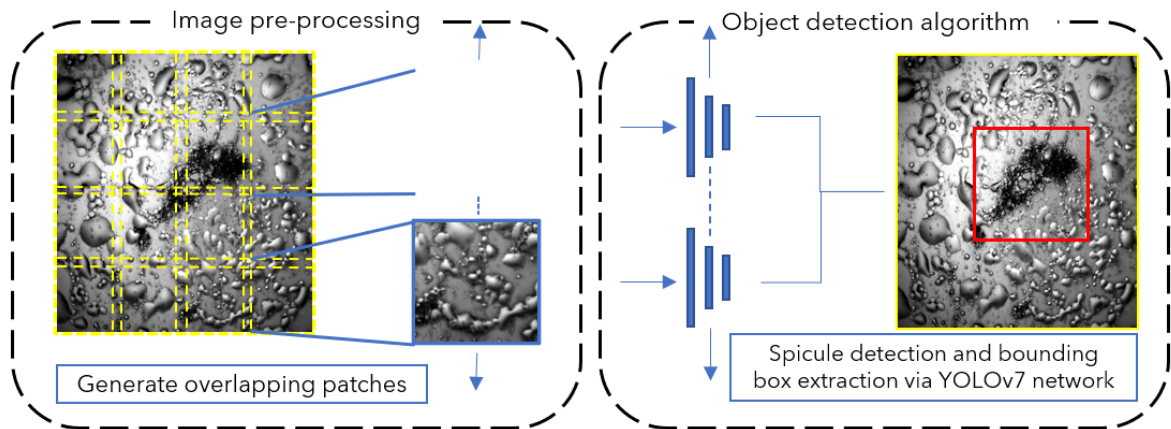 Image pre-processing
Generate overlapping patches
Object detection algorithm
Spicule detection and bounding
box extraction via YOLOv7 network